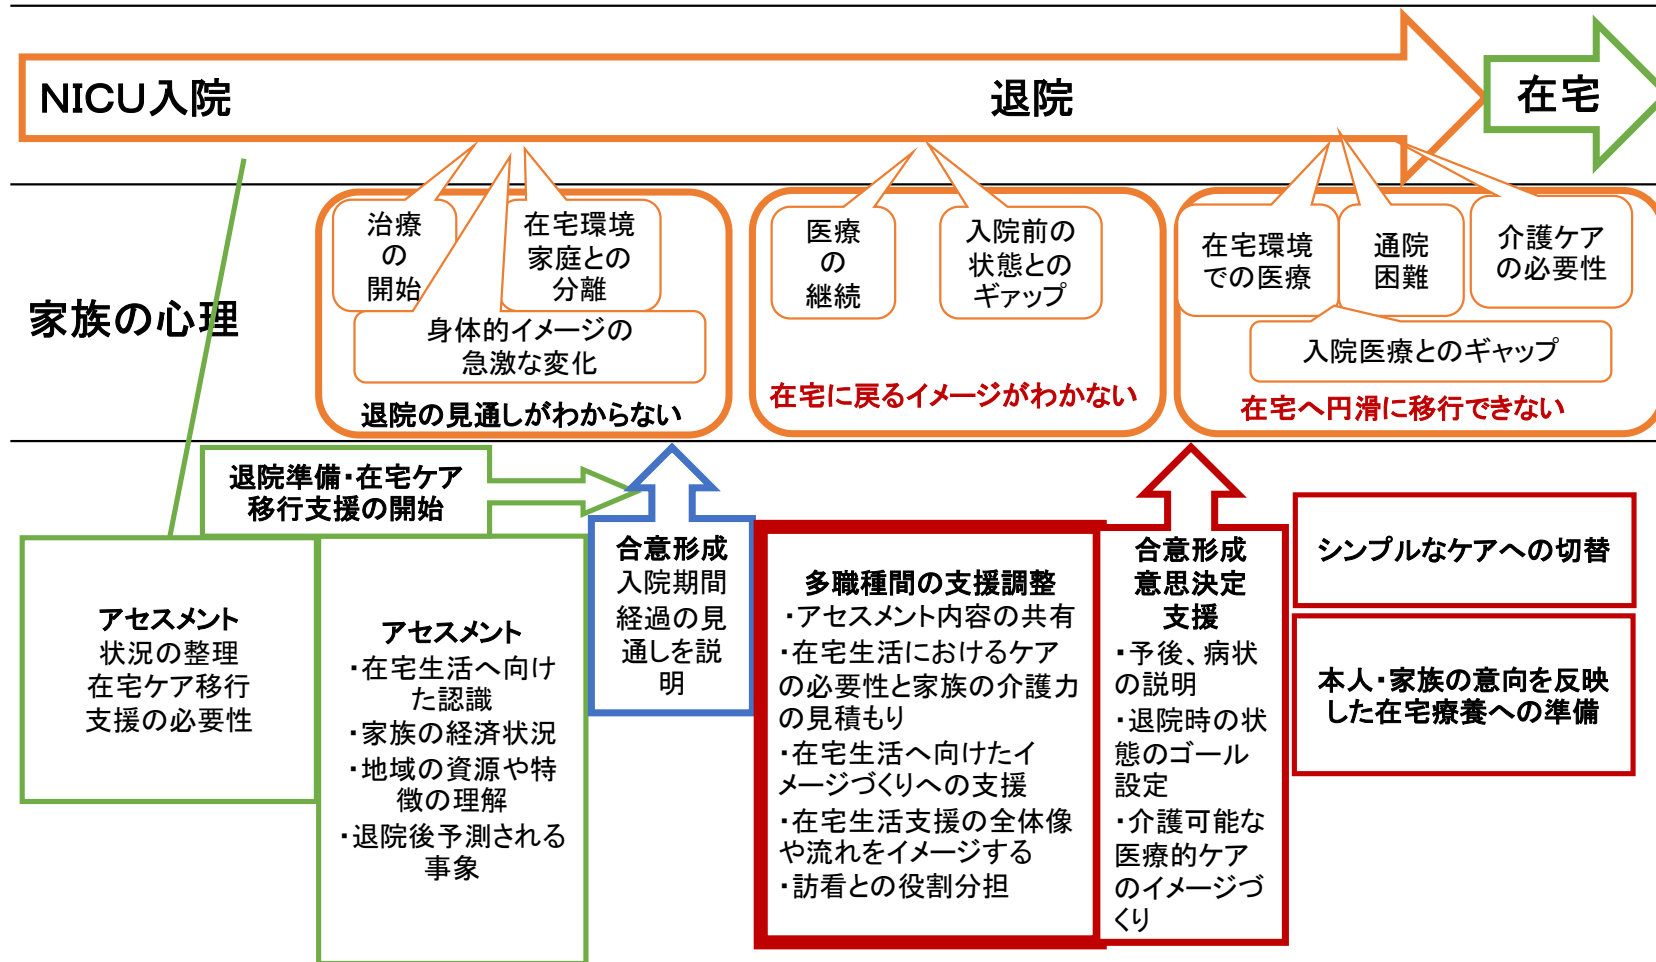 NICU入院
退院
在宅
家族の心理
治療
の
開始
在宅環境
家庭との
分離
身体的イメージの
急激な変化
退院の見通しがわからない
医療
の
継続
入院前の
状態との
ギァップ
在宅に戻るイメージがわかない
在宅環境
での医療
通院
困難
介護ケア
の必要性
入院医療とのギャップ
在宅へ円滑に移行できない
退院準備・在宅ケア
移行支援の開始
アセスメント
状況の整理
在宅ケア移行
支援の必要性
アセスメント
・在宅生活へ向け
た認識
・家族の経済状況
・地域の資源や特
徴の理解
・退院後予測される
事象
合意形成
入院期間
経過の見
通しを説
明
多職種間の支援調整
・アセスメント内容の共有
・在宅生活におけるケア
の必要性と家族の介護力
の見積もり
・在宅生活へ向けたイ
メージづくりへの支援
・在宅生活支援の全体像
や流れをイメージする
・訪看との役割分担
合意形成
意思決定
支援
・予後、病状
の説明
・退院時の状
態のゴール
設定
・介護可能な
医療的ケア
のイメージづ
くり
シンプルなケアへの切替
本人・家族の意向を反映
した在宅療養への準備